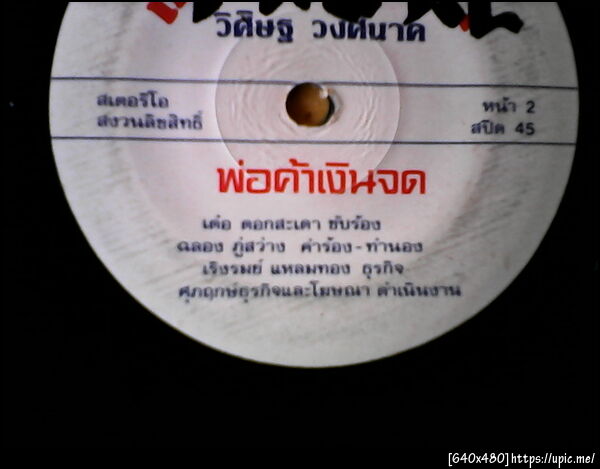 วิศิษฐ วงศนาค
สเตอริโอ
สงวนลิขสิทธิ์
หน้า 2
สปีด 45
พ่อค้าเงินจด
เด่อ ดอกสะเดา ขับร้อง
ฉลอง ภู่สว่าง คำร้อง-ทำนอง
เริงรมย์ แหลมทอง ธุรกิจ
ศุภฤกษ์ธุรกิจและโฆษณา ดำเนินงาน
[640x480]https://upic.me/